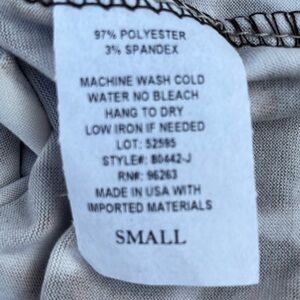 97% POLYESTER
3% SPANDEX
MACHINE WASH COLD
WATER NO BLEACH
HANG TO DRY
LOW IRON IF NEEDED
LOT: 52595
STYLE#: 80442-J
RN#: 96263
MADE IN USA WITH
IMPORTED MATERIALS
SMALL